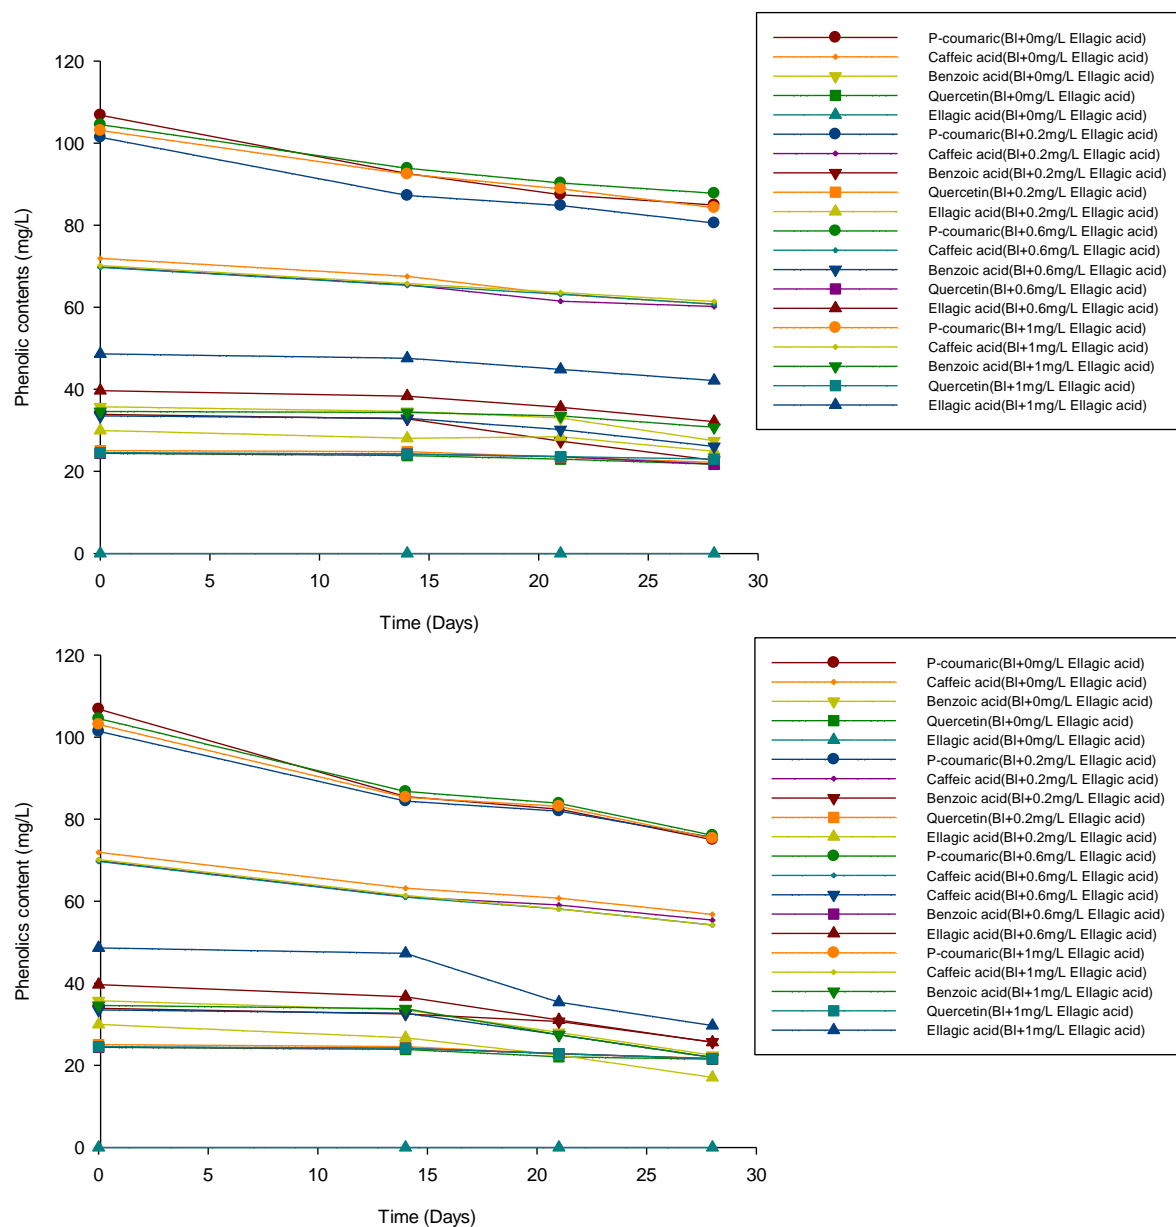 P-coumaric(Bl+0mg/L Ellagic acid)
Caffeic acid(Bl+0mg/L Ellagic acid)
Benzoic acid(Bl+0mg/L Ellagic acid)
Quercetin(Bl+0mg/L Ellagic acid)
Ellagic acid(Bl+0mg/L Ellagic acid)
P-coumaric(Bl+0.2mg/L Ellagic acid)
Caffeic acid(Bl+0.2mg/L Ellagic acid)
Benzoic acid(Bl+0.2mg/L Ellagic acid)
Quercetin(Bl+0.2mg/L Ellagic acid)
Ellagic acid(Bl+0.2mg/L Ellagic acid)
P-coumaric(Bl+0.6mg/L Ellagic acid)
Caffeic acid(Bl+0.6mg/L Ellagic acid)
Benzoic acid(Bl+0.6mg/L Ellagic acid)
Quercetin(Bl+0.6mg/L Ellagic acid)
Ellagic acid(Bl+0.6mg/L Ellagic acid)
P-coumaric(Bl+1mg/L Ellagic acid)
Caffeic acid(Bl+1mg/L Ellagic acid)
Benzoic acid(Bl+1mg/L Ellagic acid)
Quercetin(Bl+1mg/L Ellagic acid)
Ellagic acid(Bl+1mg/L Ellagic acid)
Phenolic contents (mg/L)
120
100
80
60
40
20
0
0 5 10 15 20 25 30
Time (Days)
P-coumaric(Bl+0mg/L Ellagic acid)
Caffeic acid(Bl+0mg/L Ellagic acid)
Benzoic acid(Bl+0mg/L Ellagic acid)
Quercetin(Bl+0mg/L Ellagic acid)
Ellagic acid(Bl+0mg/L Ellagic acid)
P-coumaric(Bl+0.2mg/L Ellagic acid)
Caffeic acid(Bl+0.2mg/L Ellagic acid)
Benzoic acid(Bl+0.2mg/L Ellagic acid)
Quercetin(Bl+0.2mg/L Ellagic acid)
Ellagic acid(Bl+0.2mg/L Ellagic acid)
P-coumaric(Bl+0.6mg/L Ellagic acid)
Caffeic acid(Bl+0.6mg/L Ellagic acid)
Caffeic acid(Bl+0.6mg/L Ellagic acid)
Benzoic acid(Bl+0.6mg/L Ellagic acid)
Ellagic acid(Bl+0.6mg/L Ellagic acid)
P-coumaric(Bl+1mg/L Ellagic acid)
Caffeic acid(Bl+1mg/L Ellagic acid)
Benzoic acid(Bl+1mg/L Ellagic acid)
Quercetin(Bl+1mg/L Ellagic acid)
Ellagic acid(Bl+1mg/L Ellagic acid)
Phenolics content (mg/L)
120
100
80
60
40
20
0
0 5 10 15 20 25 30
Time (Days)